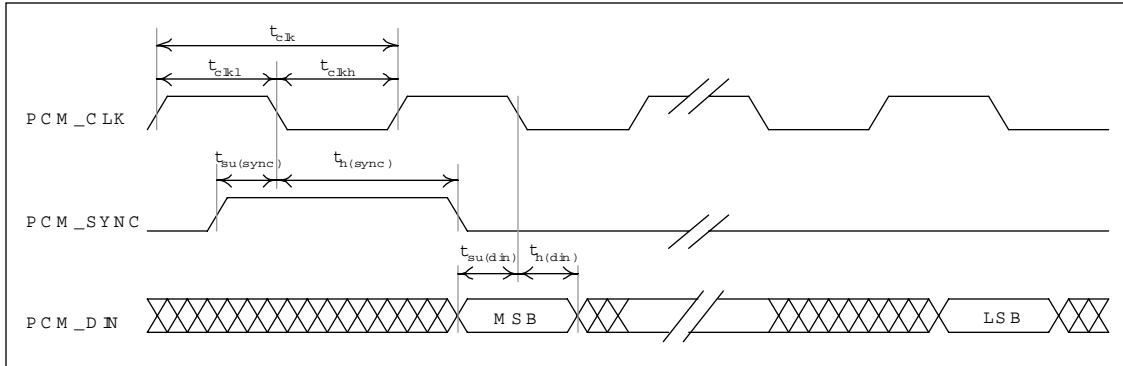 tclk
tclkl tclkh
PCM_CLK
tsu(sync) th(sync)
PCM_SYNC
tsu(din) th(din)
PCM_DIN MSB LSB